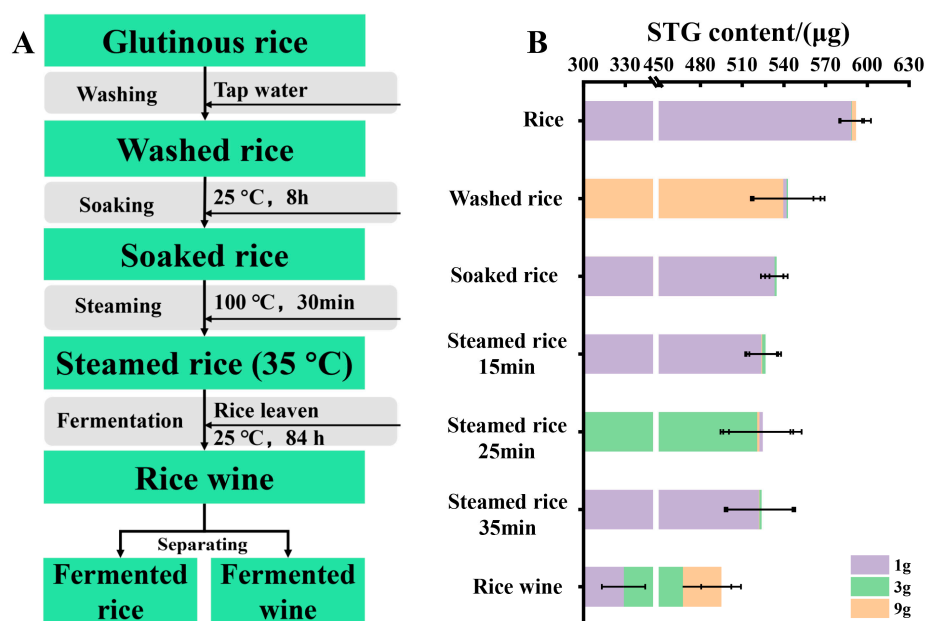 A
Glutinous rice
Washing
Tap water
Washed rice
Soaking
25 °C，8h
Soaked rice
Steaming
100 °C，30min
Steamed rice (35 °C)
Fermentation
Rice leaven
25 °C, 84 h
Rice wine
Separating
Fermented
rice
Fermented
wine
B
STG content/(μg)
300 330 450 480 510 540 570 600 630
Rice
Washed rice
Soaked rice
Steamed rice
15min
Steamed rice
25min
Steamed rice
35min
Rice wine
1g
3g
9g